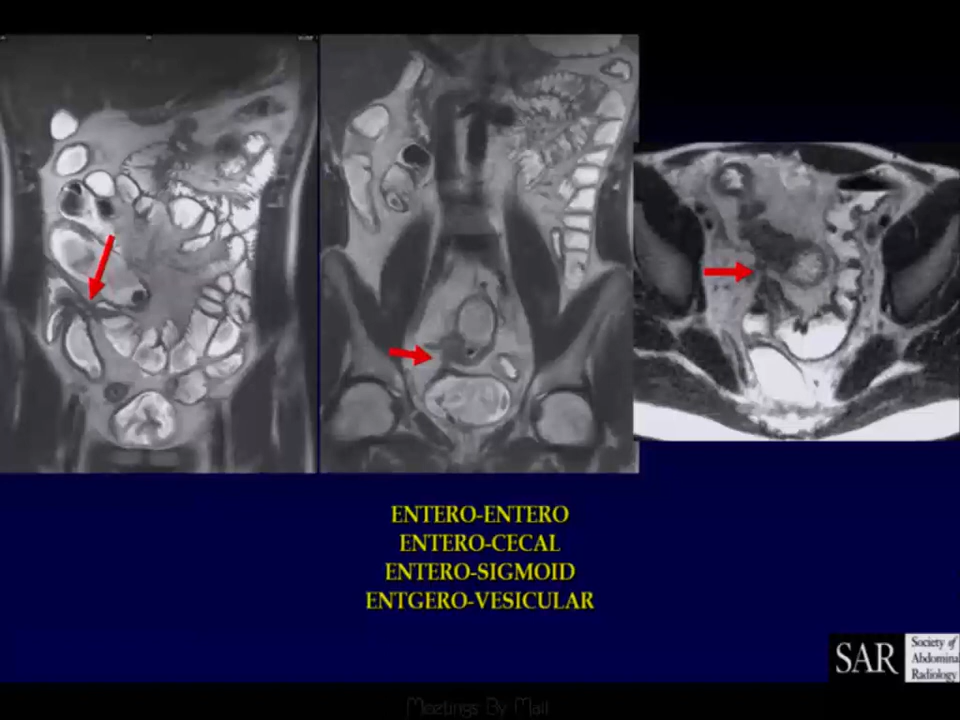 ENTERO-ENTERO
ENTERO-CECAL
ENTERO-SIGMOID
ENTGERO-VESICULAR
SAR
Society of
Abdominal
Radiology
Meetings By Mail